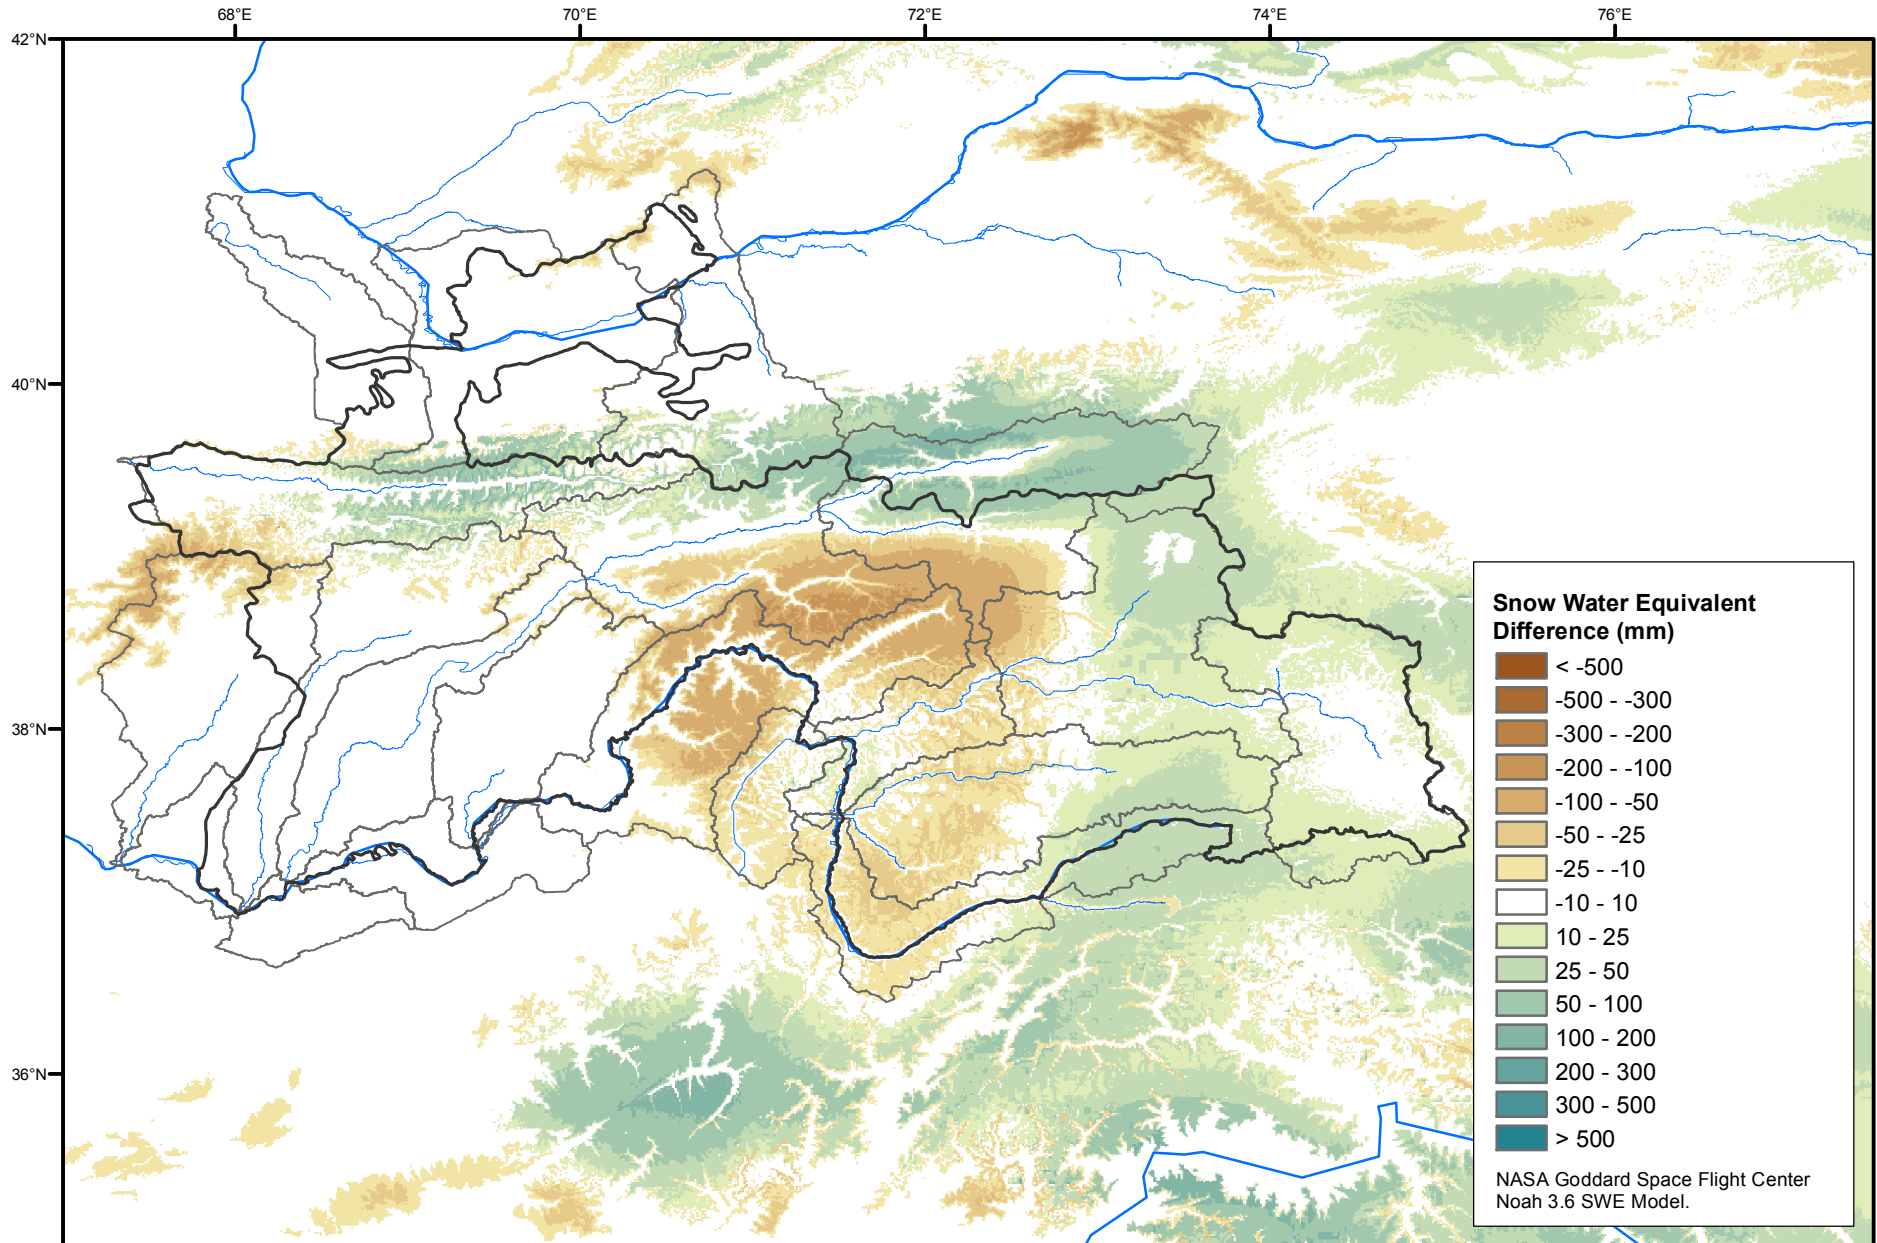 68°E 70°E 72°E 74°E 76°E
42°N
40°N
38°N
36°N
Snow Water Equivalent
Difference (mm)
< -500
-500 - -300
-300 - -200
-200 - -100
-100 - -50
-50 - -25
-25 - -10
-10 - 10
10 - 25
25 - 50
50 - 100
100 - 200
200 - 300
300 - 500
> 500
NASA Goddard Space Flight Center
Noah 3.6 SWE Model.